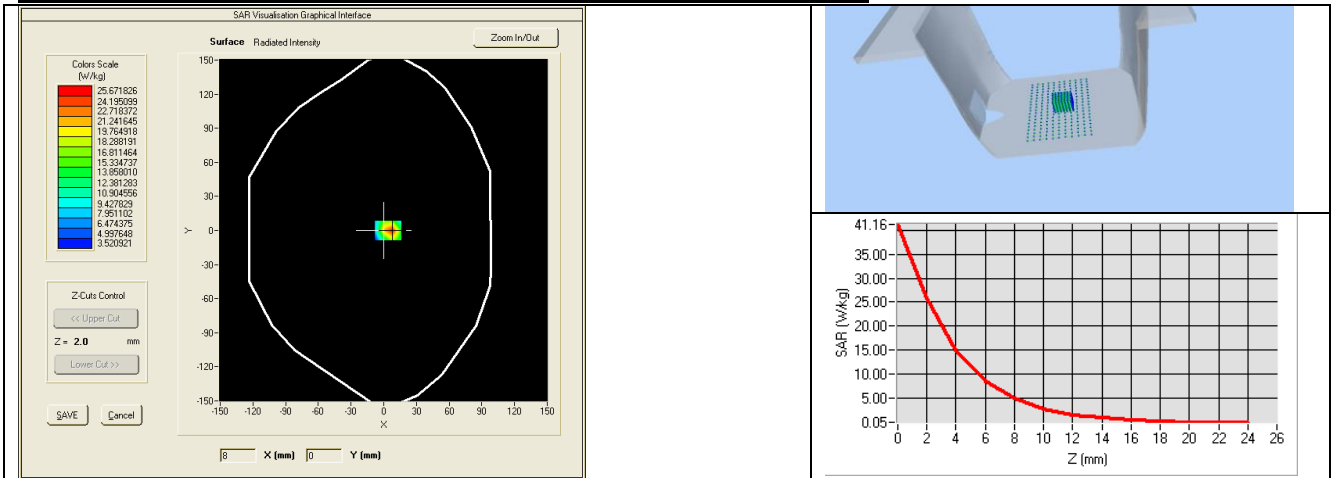 SAR Visualisation Graphical Interface
Surface Radiated Intensity
Zoom In/Out
Colors Scale
(W/kg)
25.671826
24.195099
22.718372
21.241645
19.764918
18.288191
16.811464
15.334737
13.858010
12.381283
10.904556
9.427829
7.951102
6.474375
4.997648
3.520921
Z-Cuts Control
<< Upper Cut
Z = 2.0 mm
Lower Cut >>
SAVE Cancel
150
120
90
60
30
0
-30
-60
-90
-120
-150
Y
-150 -120 -90 -60 -30 0 30 60 90 120 150
X
8 X (mm) 0 Y (mm)
41.16
35.00
30.00
25.00
20.00
15.00
10.00
5.00
0.05
SAR (W/kg)
0 2 4 6 8 10 12 14 16 18 20 22 24 26
Z (mm)